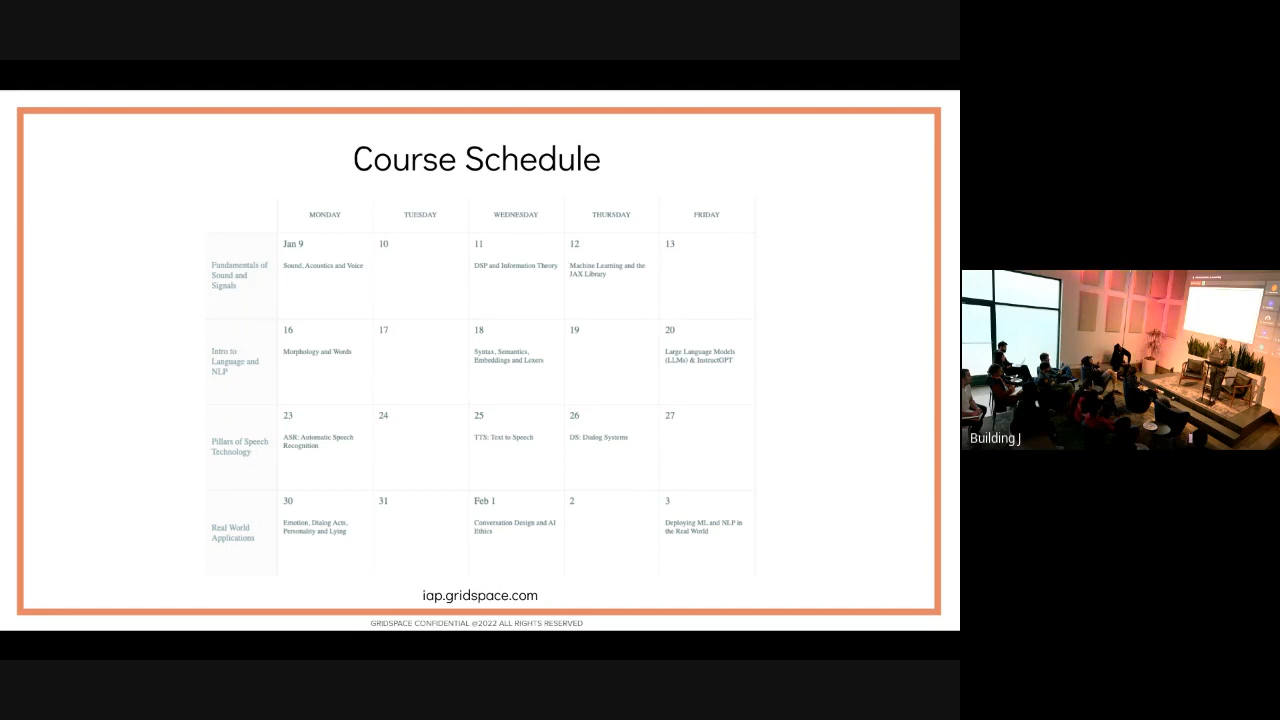 Course Schedule
MONDAY TUESDAY WEDNESDAY THURSDAY FRIDAY
Fundamentals of
Sound and
Signals
Jan 9
Sound, Acoustics and Voice
10
11
DSP and Information Theory
12
Machine Learning and the
JAX Library
13
Intro to
Language and
NLP
16
Morphology and Words
17
18
Syntax, Semantics,
Embeddings and Lexers
19
20
Large Language Models
(LLMs) & InstructGPT
Pillars of Speech
Technology
23
ASR: Automatic Speech
Recognition
24
25
TTS: Text to Speech
26
DS: Dialog Systems
27
Real World
Applications
30
Emotion, Dialog Acts,
Personality and Lying
31
Feb 1
Conversation Design and AI
Ethics
2
3
Deploying ML and NLP in
the Real World
iap.gridspace.com
GRIDSPACE CONFIDENTIAL @2022 ALL RIGHTS RESERVED
Building J